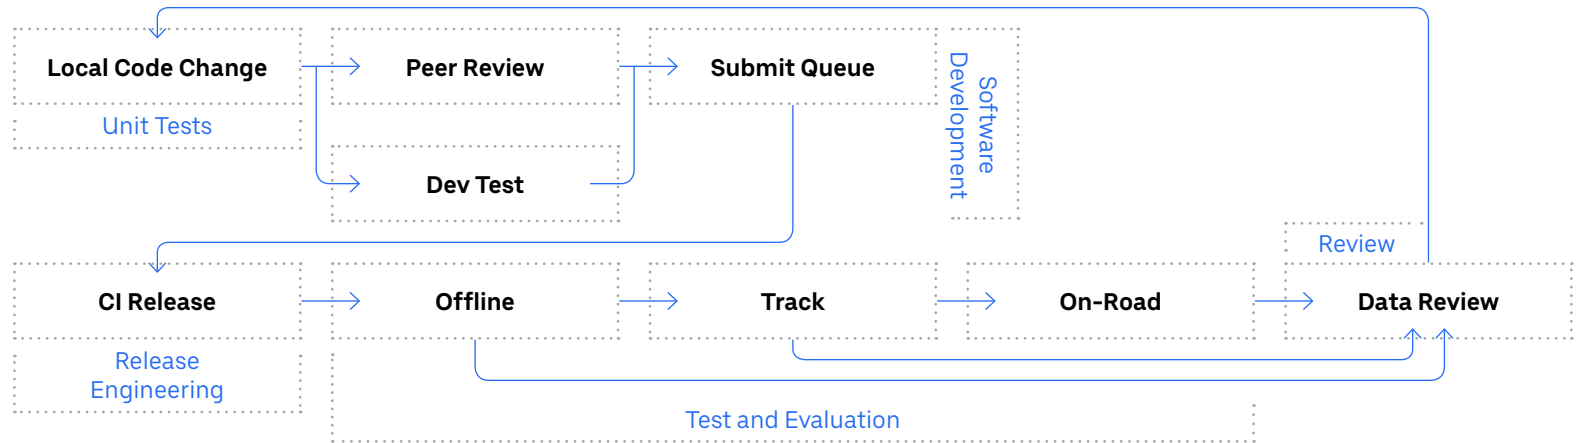 Local Code Change
Peer Review
Submit Queue
Software
Development
Unit Tests
Dev Test
Review
CI Release
Offline
Track
On-Road
Data Review
Release
Engineering
Test and Evaluation